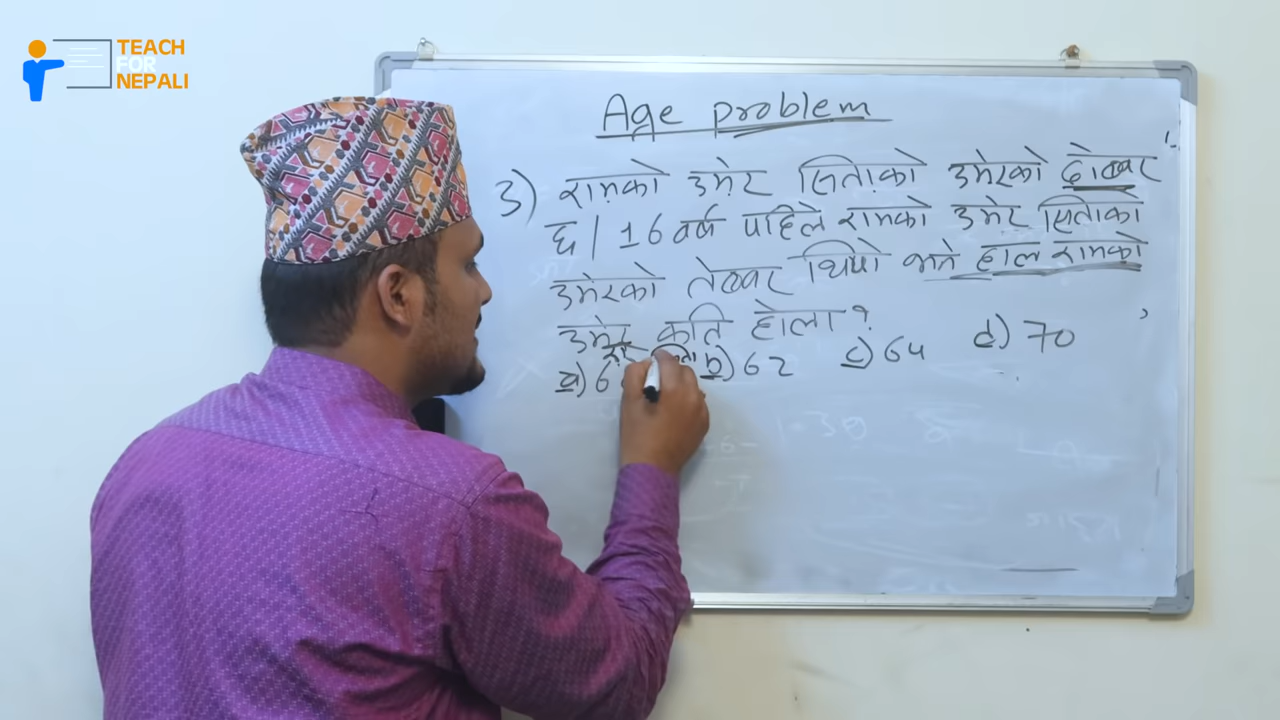 TEACH
FOR
NEPALI
Age problem
3) रामको उमेर सिताको उमेरको दोब्बर
छ | 16 वर्ष पहिले रामको उमेर सिताको
उमेरको तेब्बर थियो भने हाल रामको
उमेर कति होला?
a) 6 b) 62 c) 64 d) 70